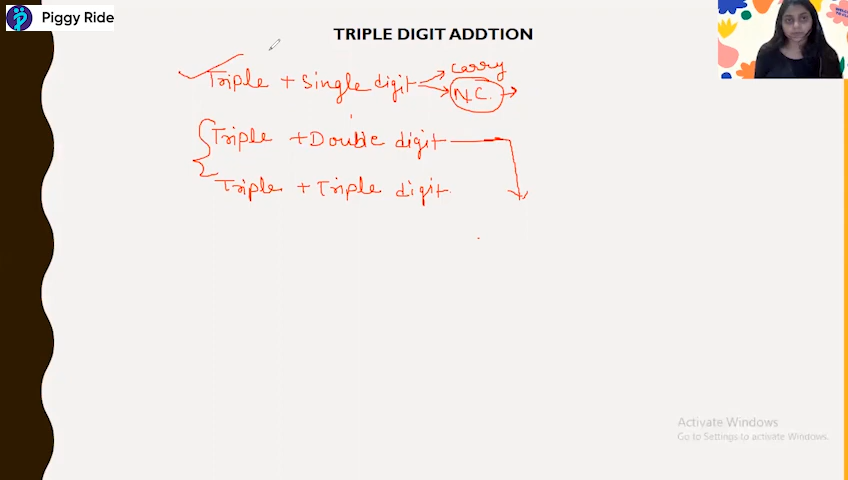 Piggy Ride
TRIPLE DIGIT ADDTION
Triple + Single digit
carry
N.C.
Triple + Double digit
Triple + Triple digit.
Activate Windows
Go to Settings to activate Windows.